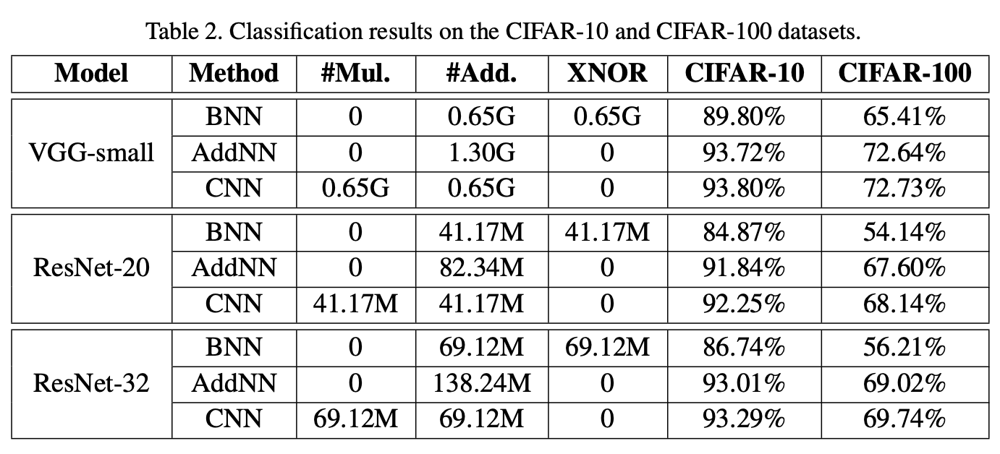 Table 2. Classification results on the CIFAR-10 and CIFAR-100 datasets.
Model Method #Mul. #Add. XNOR CIFAR-10 CIFAR-100
VGG-small
BNN 0 0.65G 0.65G 89.80% 65.41%
AddNN 0 1.30G 0 93.72% 72.64%
CNN 0.65G 0.65G 0 93.80% 72.73%
ResNet-20
BNN 0 41.17M 41.17M 84.87% 54.14%
AddNN 0 82.34M 0 91.84% 67.60%
CNN 41.17M 41.17M 0 92.25% 68.14%
ResNet-32
BNN 0 69.12M 69.12M 86.74% 56.21%
AddNN 0 138.24M 0 93.01% 69.02%
CNN 69.12M 69.12M 0 93.29% 69.74%